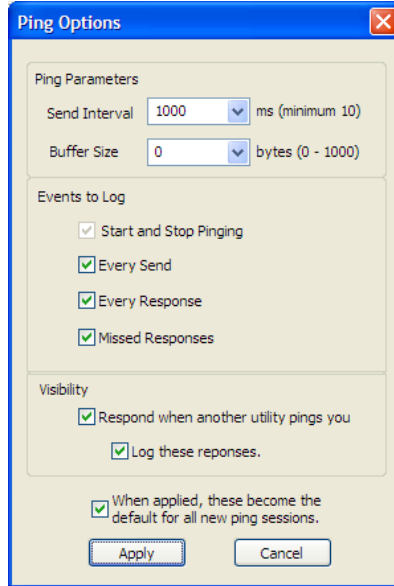 Ping Options
Ping Parameters
Send Interval 1000 ms (minimum 10)
Buffer Size 0 bytes (0 - 1000)
Events to Log
Start and Stop Pinging
Every Send
Every Response
Missed Responses
Visibility
Respond when another utility pings you
Log these reponses.
When applied, these become the
default for all new ping sessions.
Apply Cancel